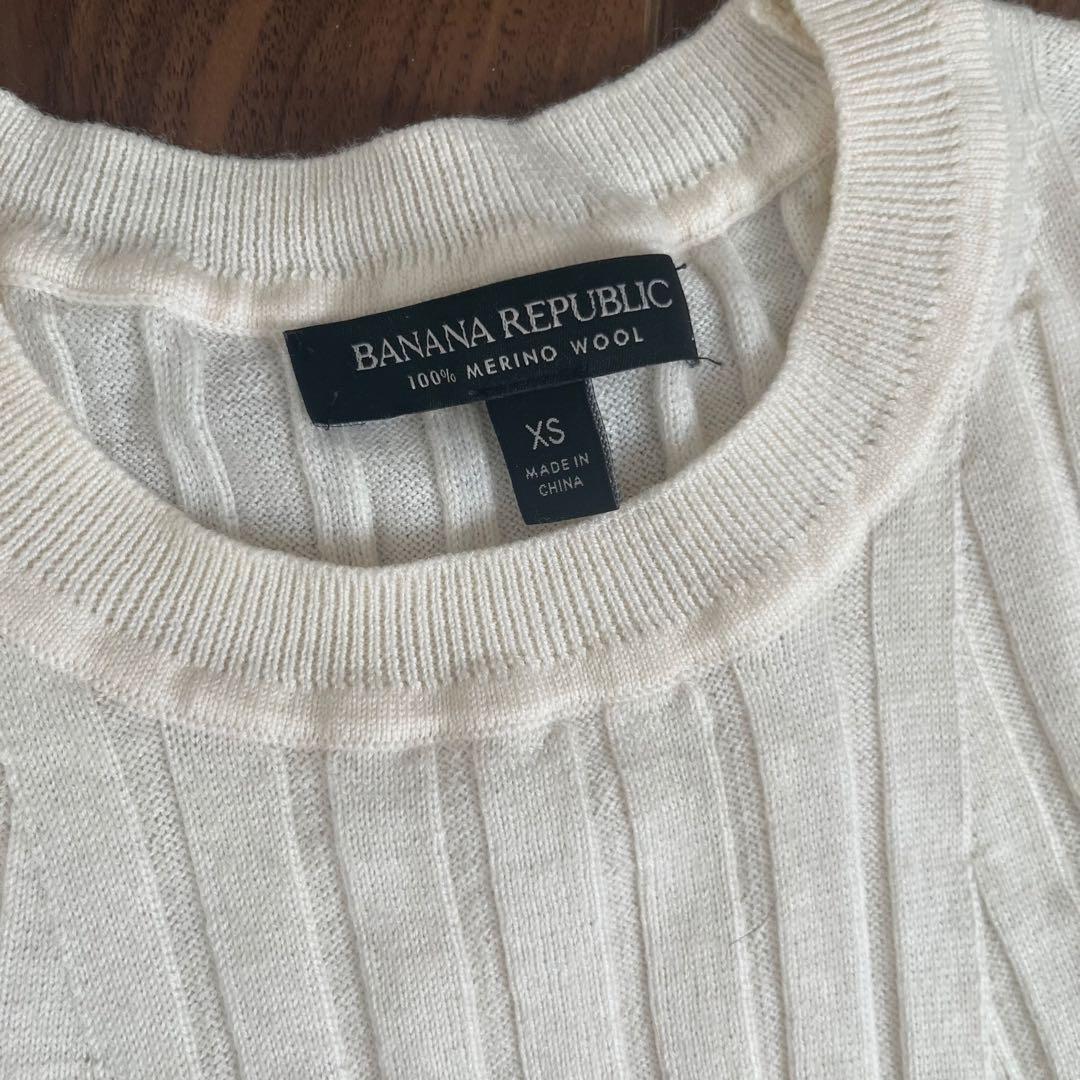 BANANA REPUBLIC
100% MERINO WOOL
XS
MADE IN
CHINA